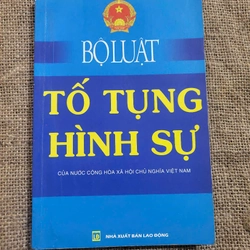 BỘ LUẬT
TỐ TỤNG
HÌNH SỰ
CỦA NƯỚC CỘNG HÒA XÃ HỘI CHỦ NGHĨA VIỆT NAM
NHÀ XUẤT BẢN LAO ĐỘNG